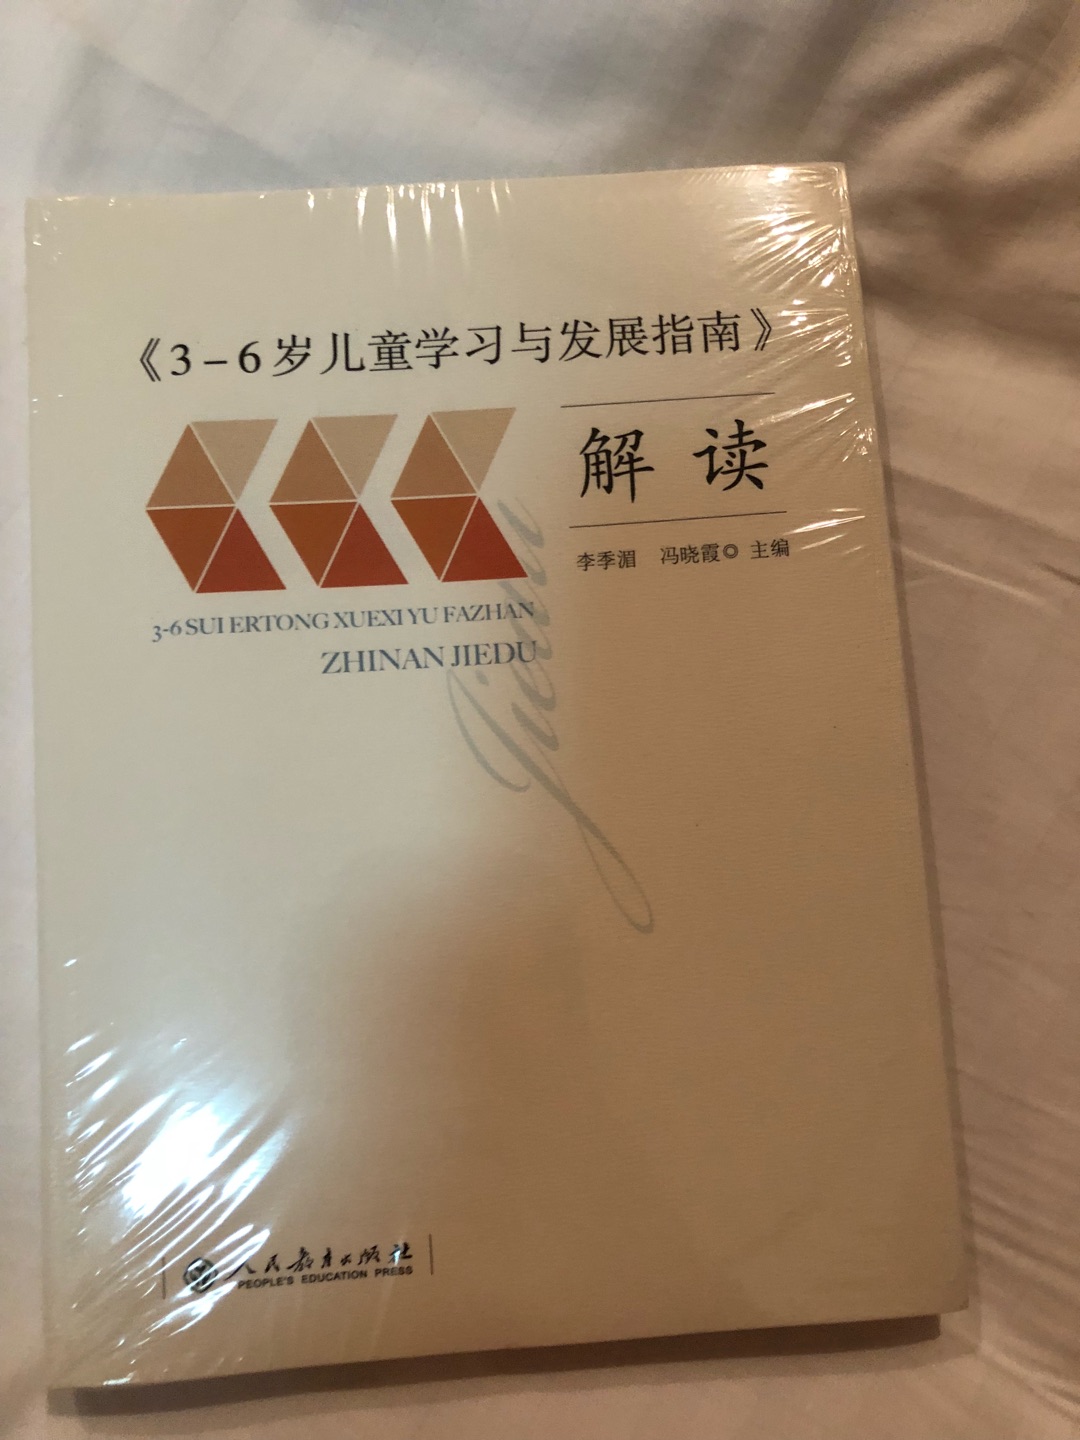 《3-6岁儿童学习与发展指南》
解读
李季湄 冯晓霞◎ 主编
3-6 SUI ERTONG XUEXI YU FAZHAN
ZHINAN JIEDU
Jiedu
人民教育出版社
PEOPLE'S EDUCATION PRESS